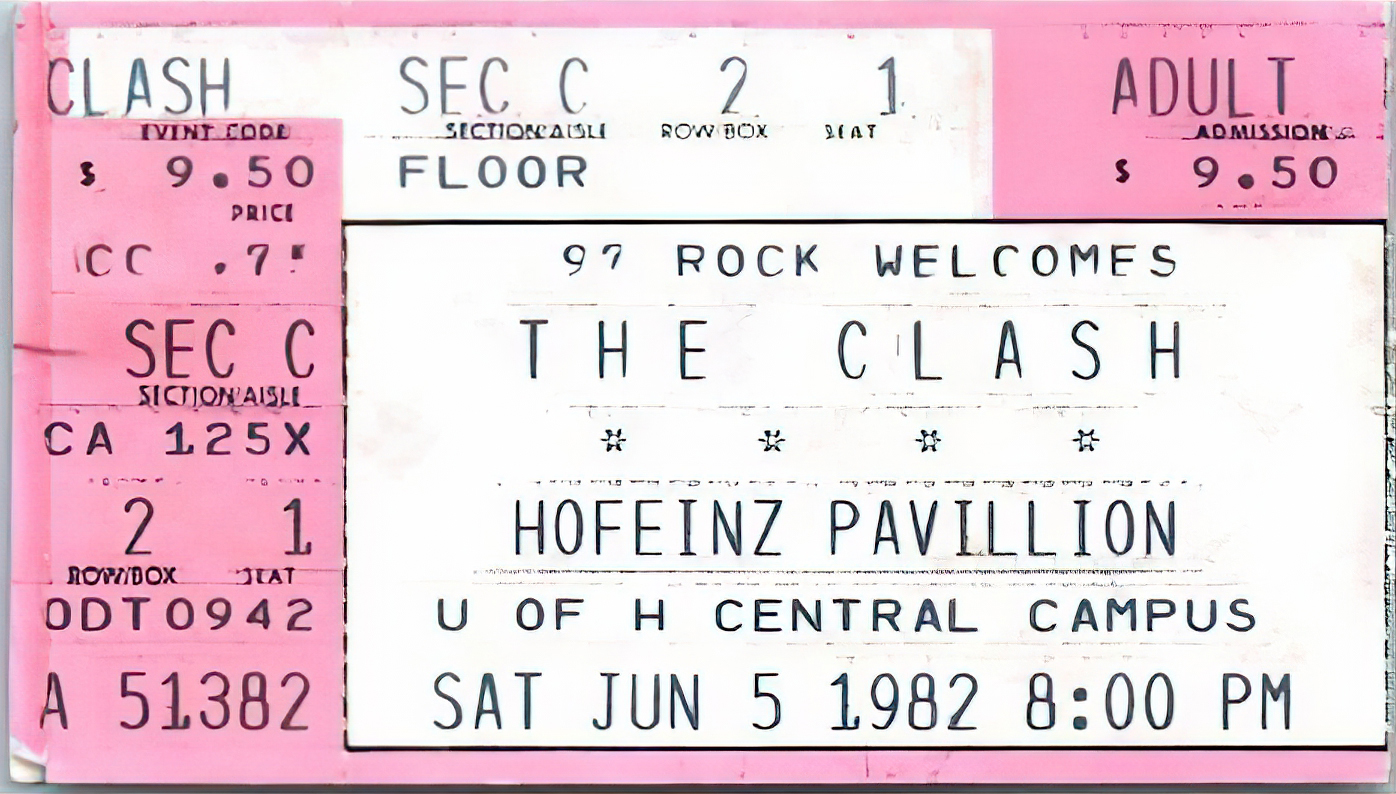 CLASH SEC C 2 1 ADULT
EVENT CODE SECTION/AISLE ROW/BOX SEAT ADMISSION
$ 9.50 FLOOR $ 9.50
PRICE
CC
SEC C
SECTION/AISLE
CA 125X
2 1
ROW/BOX SEAT
ODT0942
A 51382
97 ROCK WELCOMES
THE CLASH
* * * *
HOFEINZ PAVILLION
U OF H CENTRAL CAMPUS
SAT JUN 5 1982 8:00 PM